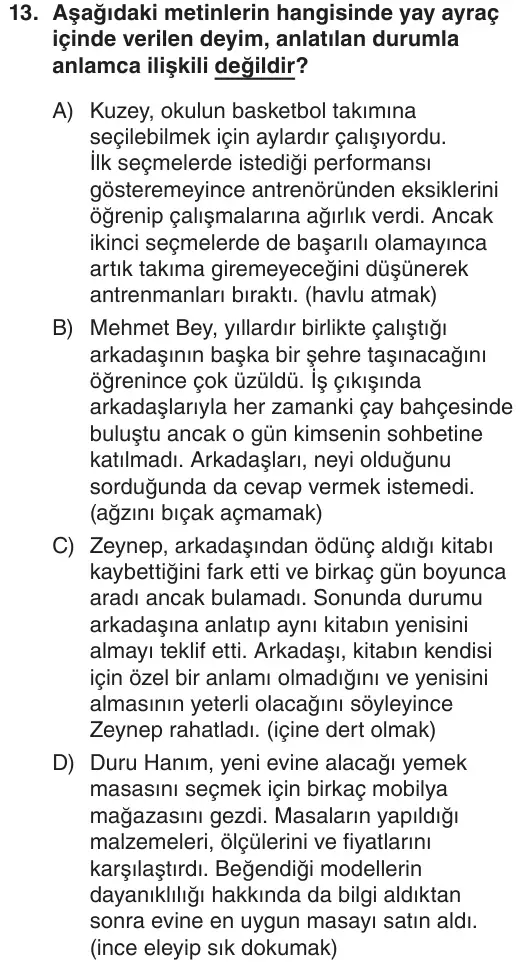 13. Aşağıdaki metinlerin hangisinde yay ayraç
içinde verilen deyim, anlatılan durumla
anlamca ilişkili değildir?
A) Kuzey, okulun basketbol takımına
seçilebilmek için aylardır çalışıyordu.
İlk seçmelerde istediği performansı
gösteremeyince antrenöründen eksiklerini
öğrenip çalışmalarına ağırlık verdi. Ancak
ikinci seçmelerde de başarılı olamayınca
artık takıma giremeyeceğini düşünerek
antrenmanları bıraktı. (havlu atmak)
B) Mehmet Bey, yıllardır birlikte çalıştığı
arkadaşının başka bir şehre taşınacağını
öğrenince çok üzüldü. İş çıkışında
arkadaşlarıyla her zamanki çay bahçesinde
buluştu ancak o gün kimsenin sohbetine
katılmadı. Arkadaşları, neyi olduğunu
sorduğunda da cevap vermek istemedi.
(ağzını bıçak açmamak)
C) Zeynep, arkadaşından ödünç aldığı kitabı
kaybettiğini fark etti ve birkaç gün boyunca
aradı ancak bulamadı. Sonunda durumu
arkadaşına anlatıp aynı kitabın yenisini
almayı teklif etti. Arkadaşı, kitabın kendisi
için özel bir anlamı olmadığını ve yenisini
almasının yeterli olacağını söyleyince
Zeynep rahatladı. (içine dert olmak)
D) Duru Hanım, yeni evine alacağı yemek
masasını seçmek için birkaç mobilya
mağazasını gezdi. Masaların yapıldığı
malzemeleri, ölçülerini ve fiyatlarını
karşılaştırdı. Beğendiği modellerin
dayanıklılığı hakkında da bilgi aldıktan
sonra evine en uygun masayı satın aldı.
(ince eleyip sık dokumak)